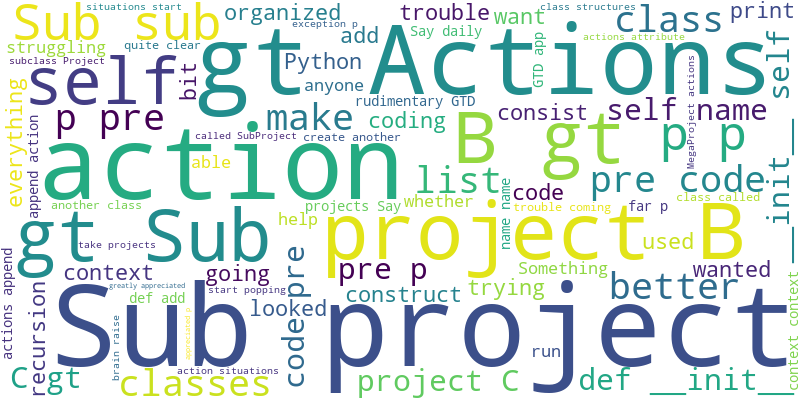 situations start
Sub sub
organized
trouble
want
class structures
class
print
exception p
Say daily
struggling
quite clear
add
gt
Actions
actions attribute
subclass Project
self
bit
Python
GTD app
anyone
rudimentary GTD
self
everything
p pre
make
coding
consist
self name
MegaProject actions
append action
called SubProject
create another
B
gt
p p
action
able
list
pre code
__init__ self
another class
projects Say
whether
code
class called
gt Sub
help
project B
name name
trouble coming
far p
used
take projects
context
going
pre p
Something
wanted
actions append
recursion
greatly appreciated
start popping
construct
trying
better
def add
looked
code pre
context context
Sub project
brain raise
appreciated p
run
C gt
classes
action situations
project C
def __init__